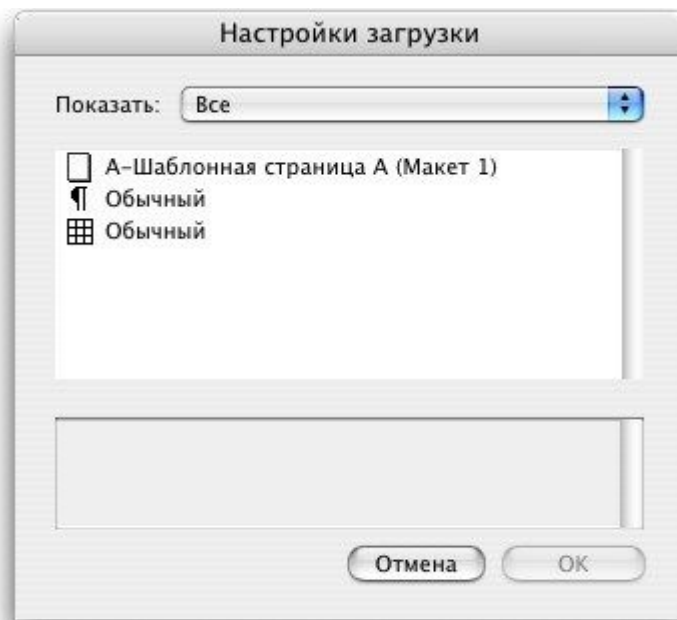 Настройки загрузки
Показать: Все
А-Шаблонная страница А (Макет 1)
¶ Обычный
Обычный
Отмена
OK